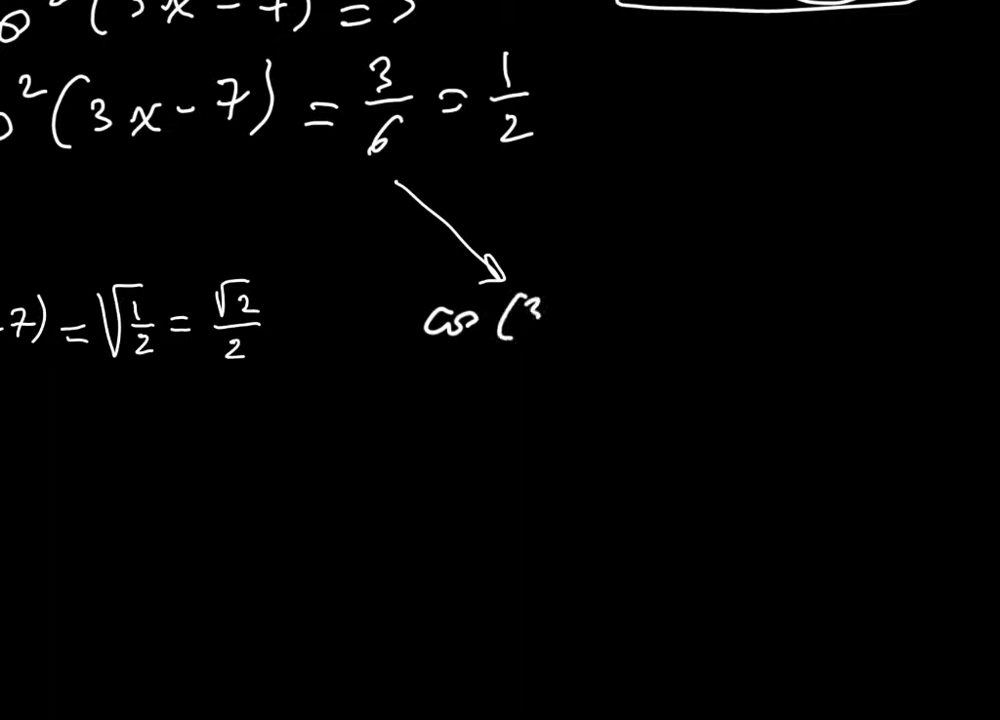 ² (3x - 7) = 3/6 = 1/2
7) = √(1/2) = √2/2
cos (3